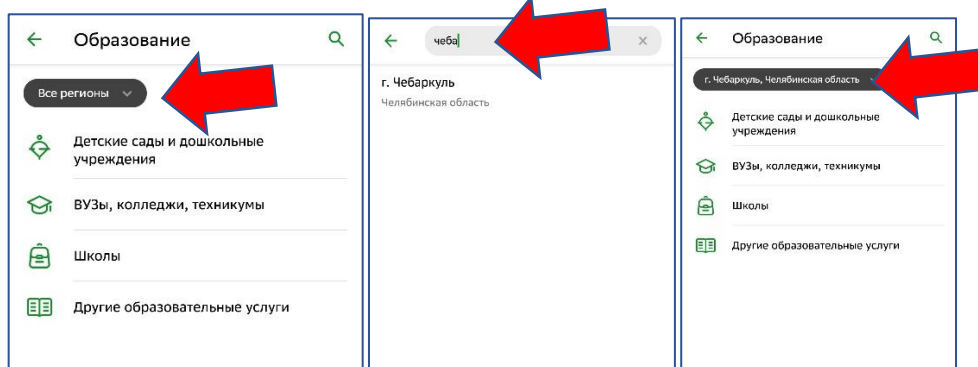 Образование
Все регионы
Детские сады и дошкольные
учреждения
ВУЗы, колледжи, техникумы
Школы
Другие образовательные услуги
чеба
г. Чебаркуль
Челябинская область
Образование
г. Чебаркуль, Челябинская область
Детские сады и дошкольные
учреждения
ВУЗы, колледжи, техникумы
Школы
Другие образовательные услуги